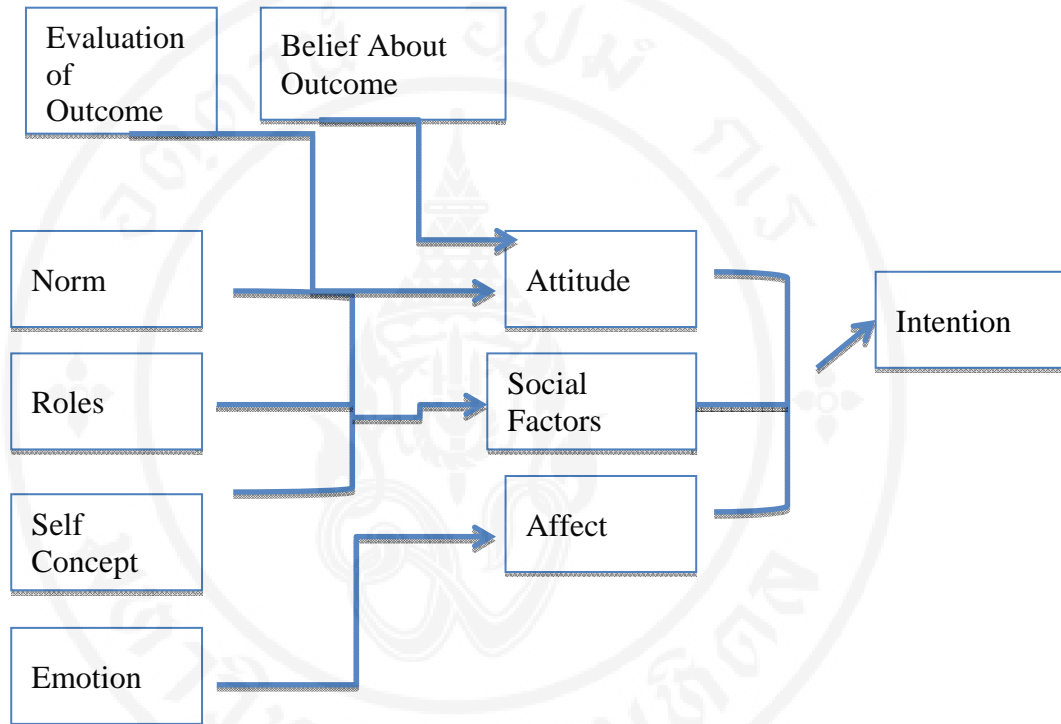 Evaluation
of
Outcome
Belief About
Outcome
Norm
Attitude
Intention
Roles
Social
Factors
Self
Concept
Affect
Emotion